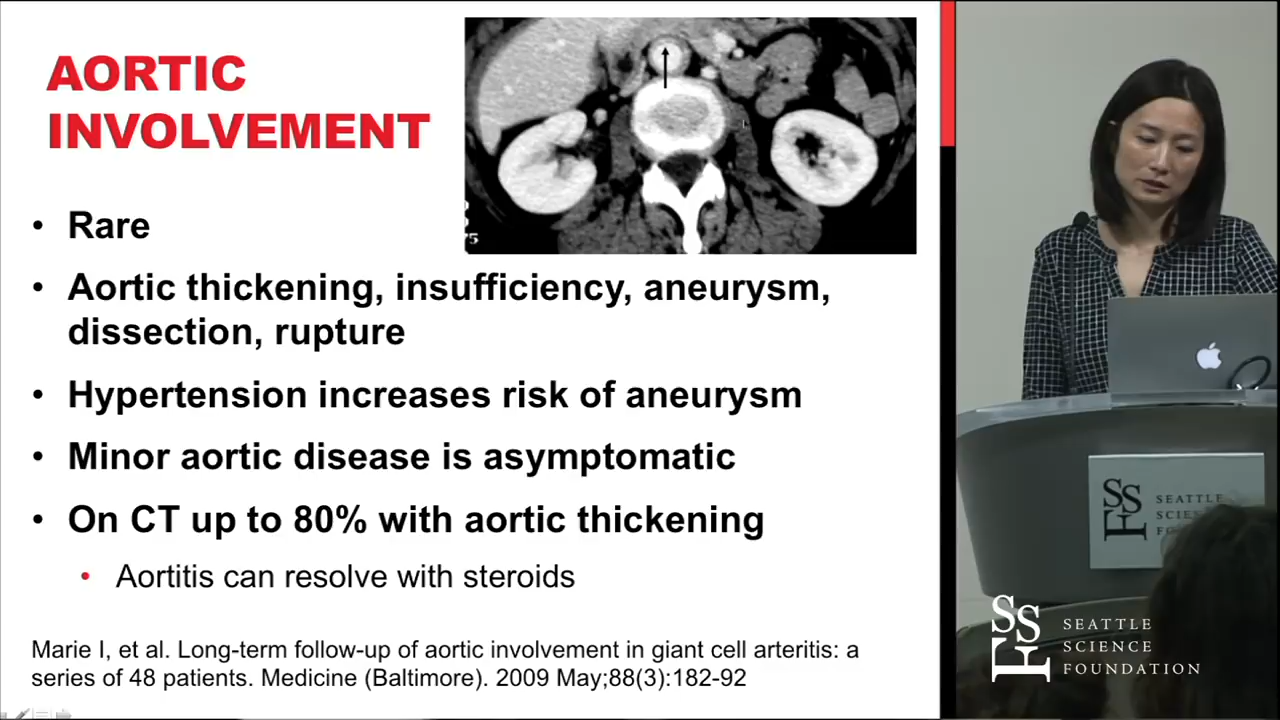 AORTIC
INVOLVEMENT
• Rare
• Aortic thickening, insufficiency, aneurysm,
dissection, rupture
• Hypertension increases risk of aneurysm
• Minor aortic disease is asymptomatic
• On CT up to 80% with aortic thickening
• Aortitis can resolve with steroids
Marie I, et al. Long-term follow-up of aortic involvement in giant cell arteritis: a
series of 48 patients. Medicine (Baltimore). 2009 May;88(3):182-92
SSF
SEATTLE
SSF
SEATTLE
SCIENCE
FOUNDATION